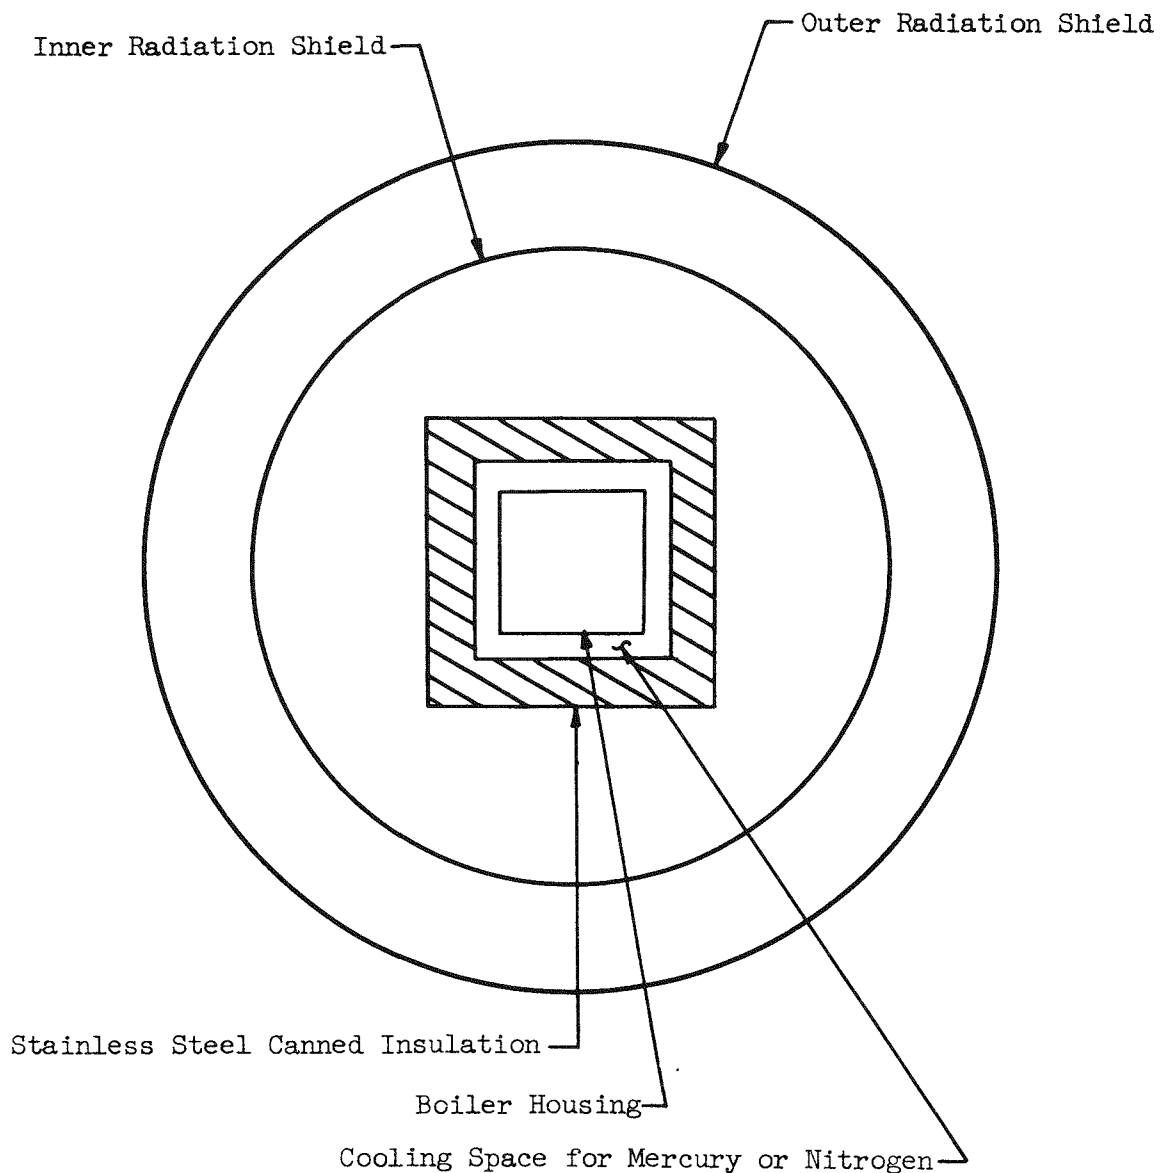 Outer Radiation Shield
Inner Radiation Shield
Stainless Steel Canned Insulation
Boiler Housing
Cooling Space for Mercury or Nitrogen